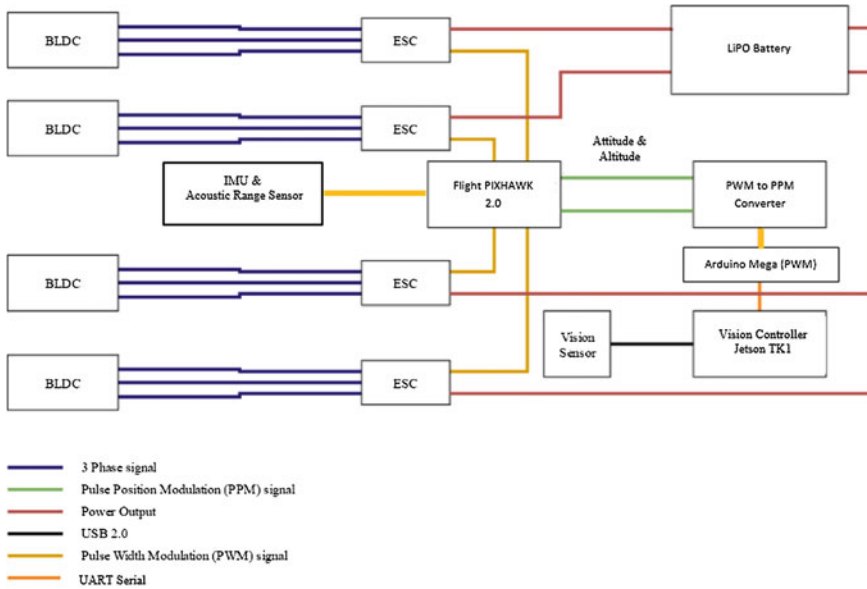 BLDC
ESC
LiPO Battery
BLDC
ESC
Attitude &
Altitude
IMU &
Acoustic Range Sensor
Flight PIXHAWK
2.0
PWM to PPM
Converter
Arduino Mega (PWM)
BLDC
ESC
Vision
Sensor
Vision Controller
Jetson TK1
BLDC
ESC
3 Phase signal
Pulse Position Modulation (PPM) signal
Power Output
USB 2.0
Pulse Width Modulation (PWM) signal
UART Serial